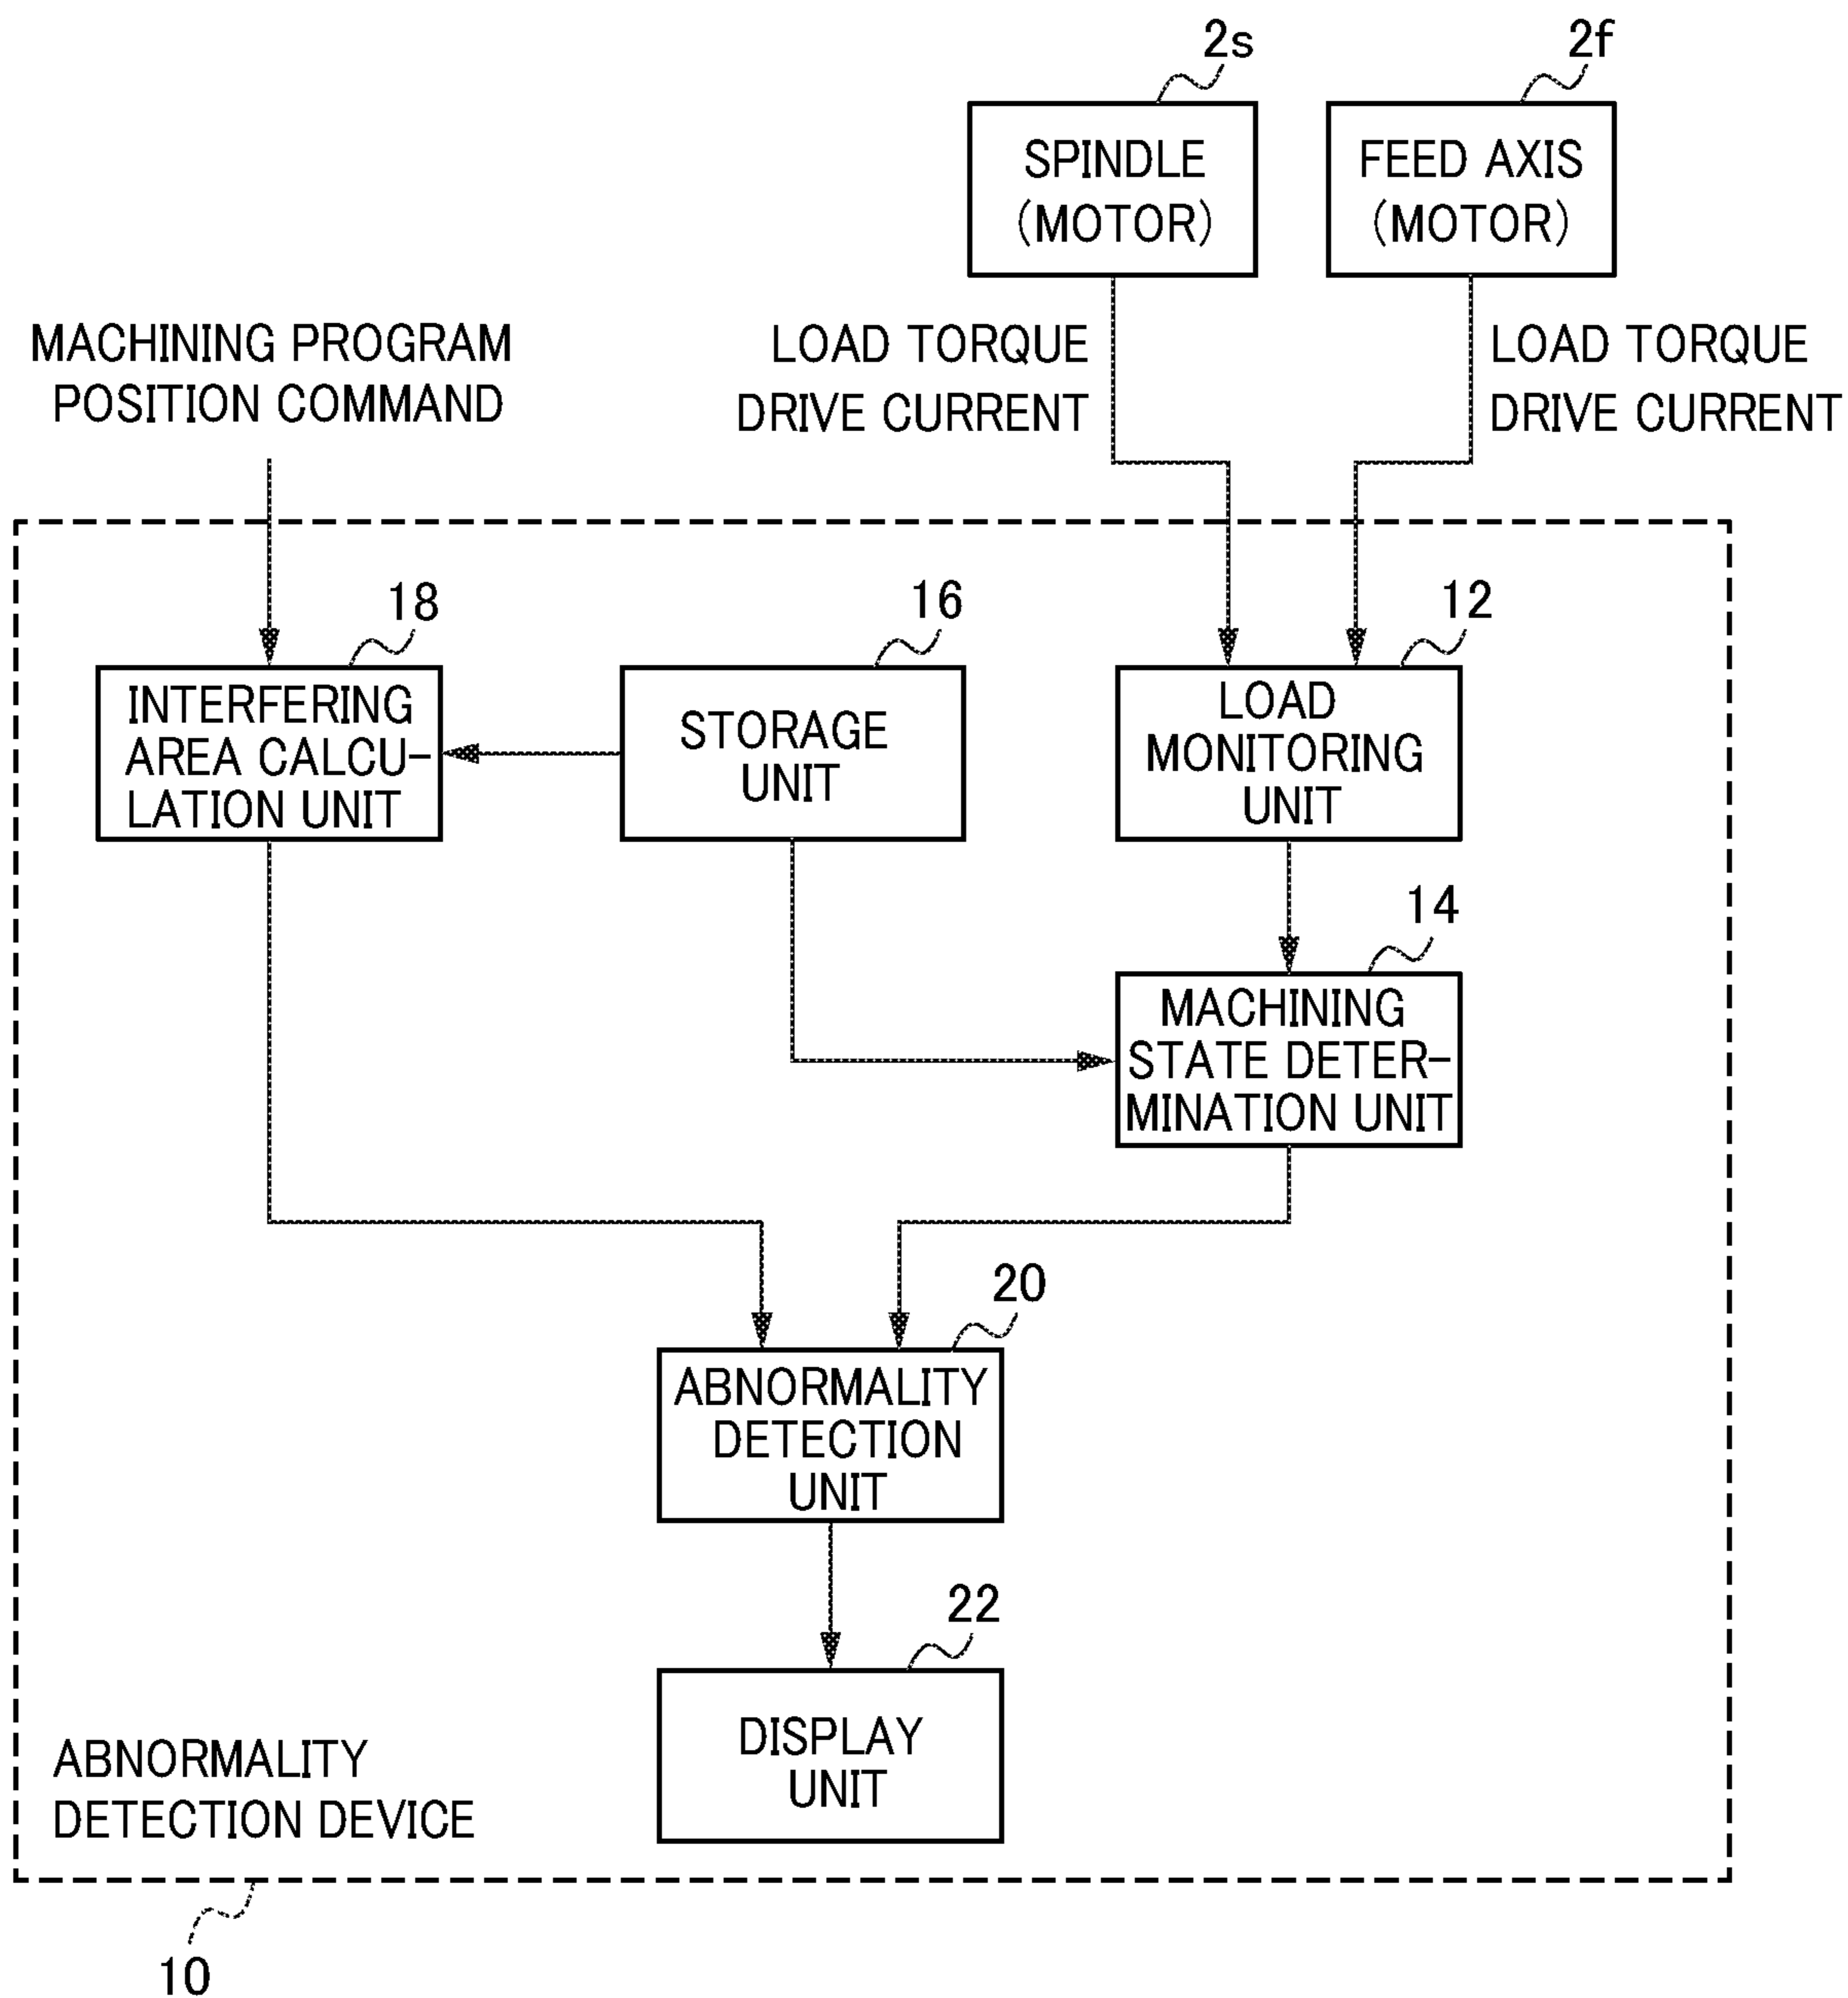 2s
2f
SPINDLE
(MOTOR)
FEED AXIS
(MOTOR)
MACHINING PROGRAM
POSITION COMMAND
LOAD TORQUE
DRIVE CURRENT
LOAD TORQUE
DRIVE CURRENT
18
16
12
INTERFERING
AREA CALCU-
LATION UNIT
STORAGE
UNIT
LOAD
MONITORING
UNIT
14
MACHINING
STATE DETER-
MINATION UNIT
20
ABNORMALITY
DETECTION
UNIT
22
DISPLAY
UNIT
ABNORMALITY
DETECTION DEVICE
10